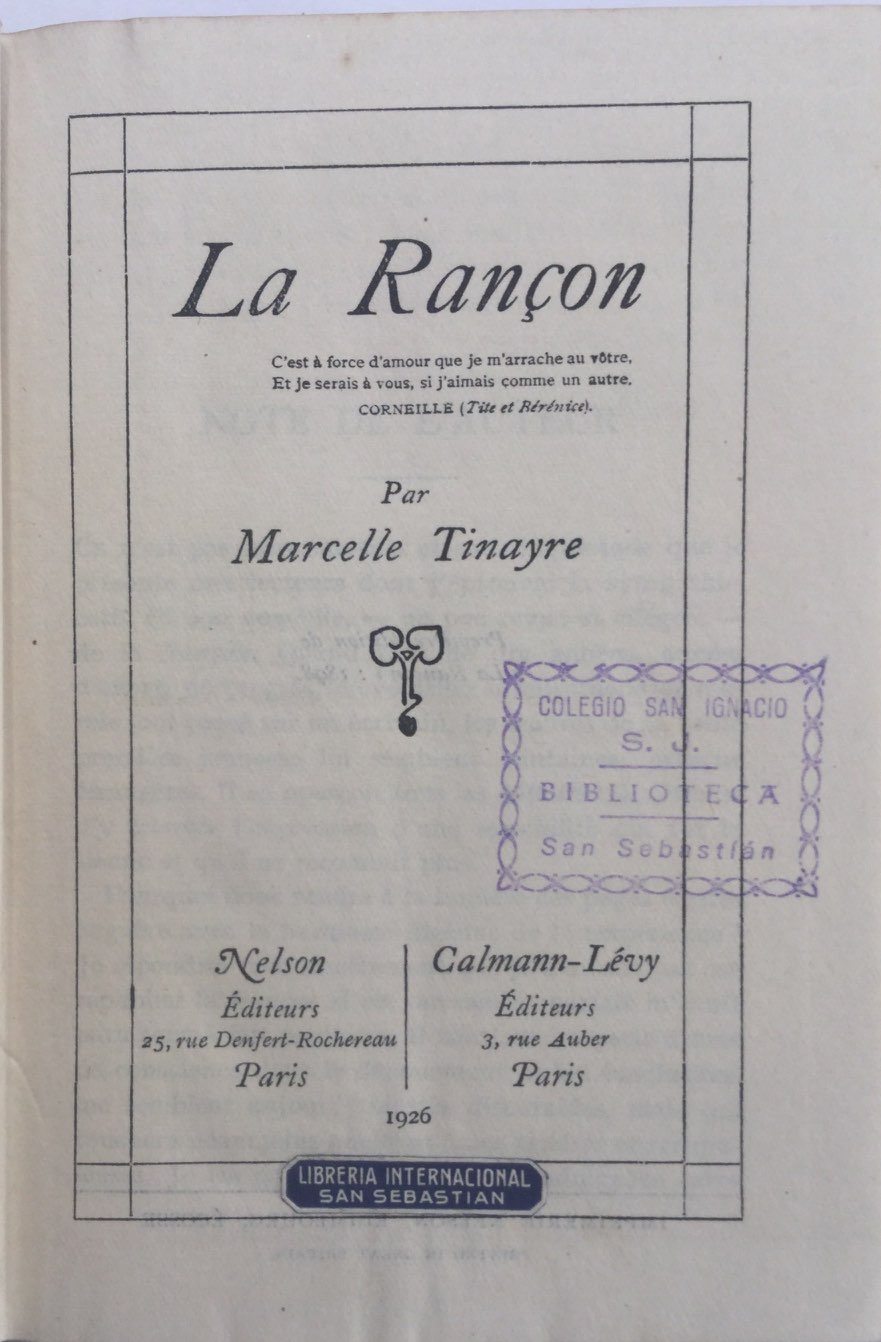 La Rançon
C'est à force d'amour que je m'arrache au vôtre,
Et je serais à vous, si j'aimais comme un autre.
CORNEILLE (Tite et Bérénice).
Par
Marcelle Tinayre
COLEGIO SAN IGNACIO
S. J.
BIBLIOTECA
San Sebastián
Nelson
Éditeurs
25, rue Denfert-Rochereau
Paris
Calmann-Lévy
Éditeurs
3, rue Auber
Paris
1926
LIBRERIA INTERNACIONAL
SAN SEBASTIAN